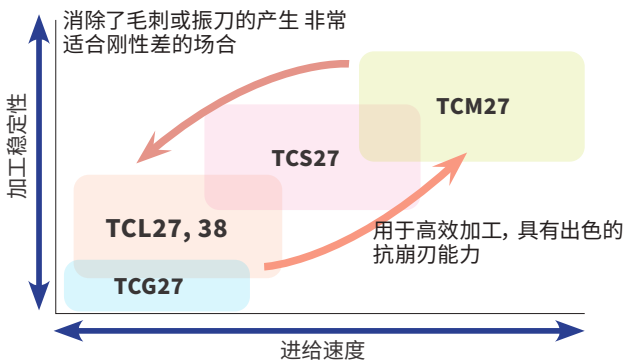 消除了毛刺或振刀的产生 非常
适合刚性差的场合
加工稳定性
TCM27
TCS27
TCL27, 38
用于高效加工, 具有出色的
抗崩刃能力
TCG27
进给速度